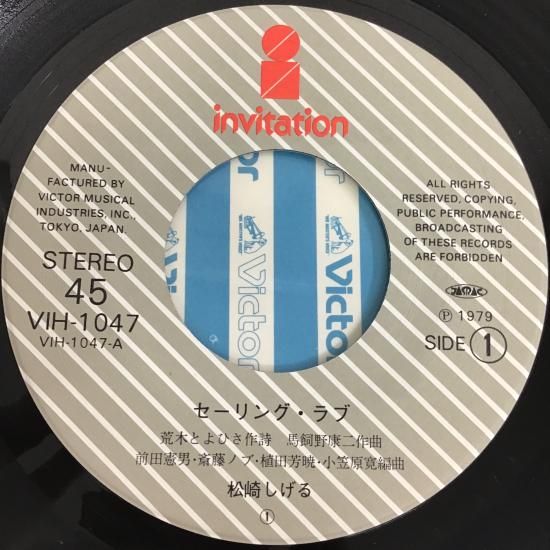 invitation
MANU-
FACTURED BY
VICTOR MUSICAL
INDUSTRIES, INC.,
TOKYO, JAPAN.
STEREO
45
VIH-1047
VIH-1047-A
ALL RIGHTS
RESERVED, COPYING,
PUBLIC PERFORMANCE,
BROADCASTING
OF THESE RECORDS
ARE FORBIDDEN
JASRAC
Ⓟ 1979
SIDE 1
Victor
Victor
セーリング・ラブ
荒木とよひさ作詩 馬飼野康二作曲
前田憲男・斎藤ノブ・植田芳暁・小笠原寛編曲
松崎しげる
①